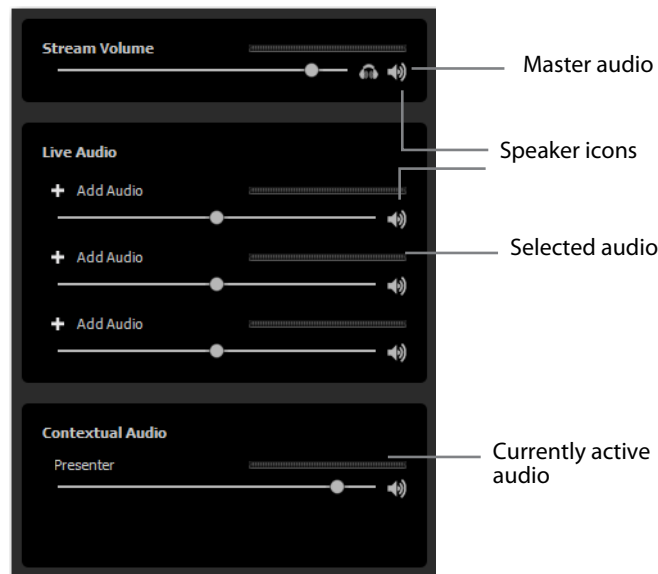 Stream Volume
Master audio
Speaker icons
Live Audio
Add Audio
Selected audio
Add Audio
Add Audio
Contextual Audio
Presenter
Currently active
audio